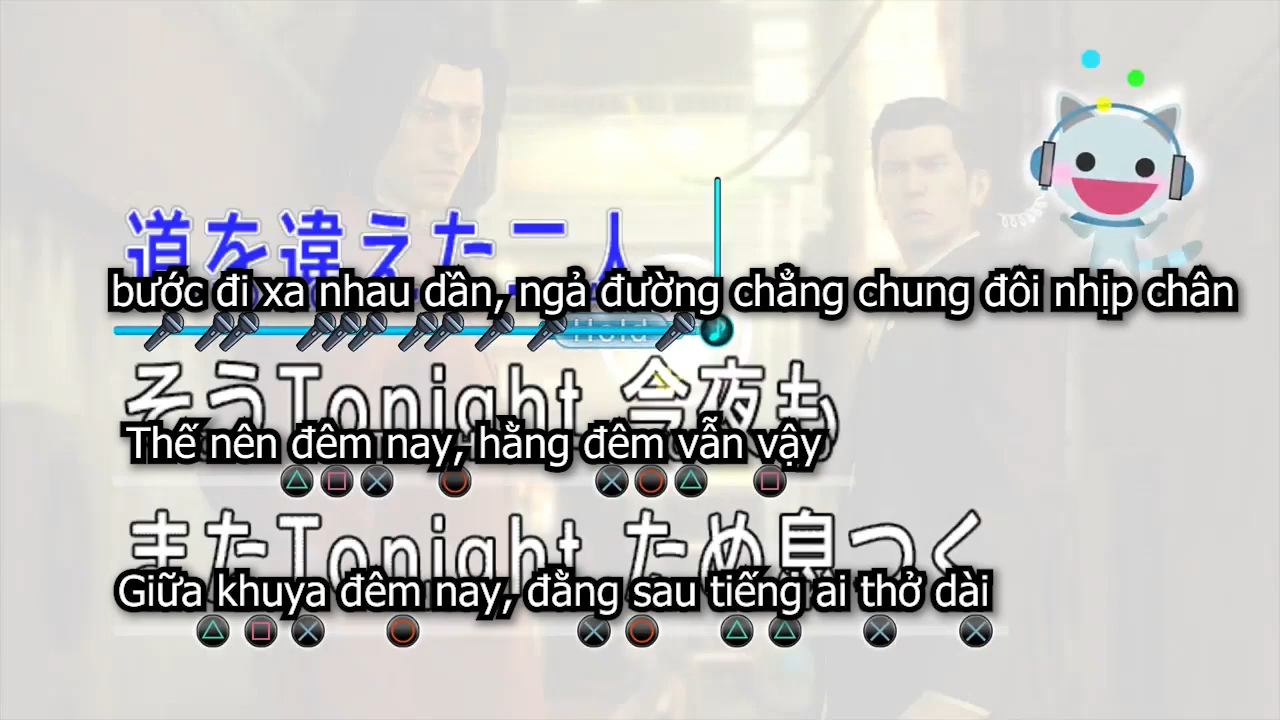 道を違えた二人
bước đi xa nhau dần, ngả đường chẳng chung đôi nhịp chân
Hold
そうTonight 今夜も
Thế nên đêm nay, hằng đêm vẫn vậy
またTonight ため息つく
Giữa khuya đêm nay, đằng sau tiếng ai thở dài